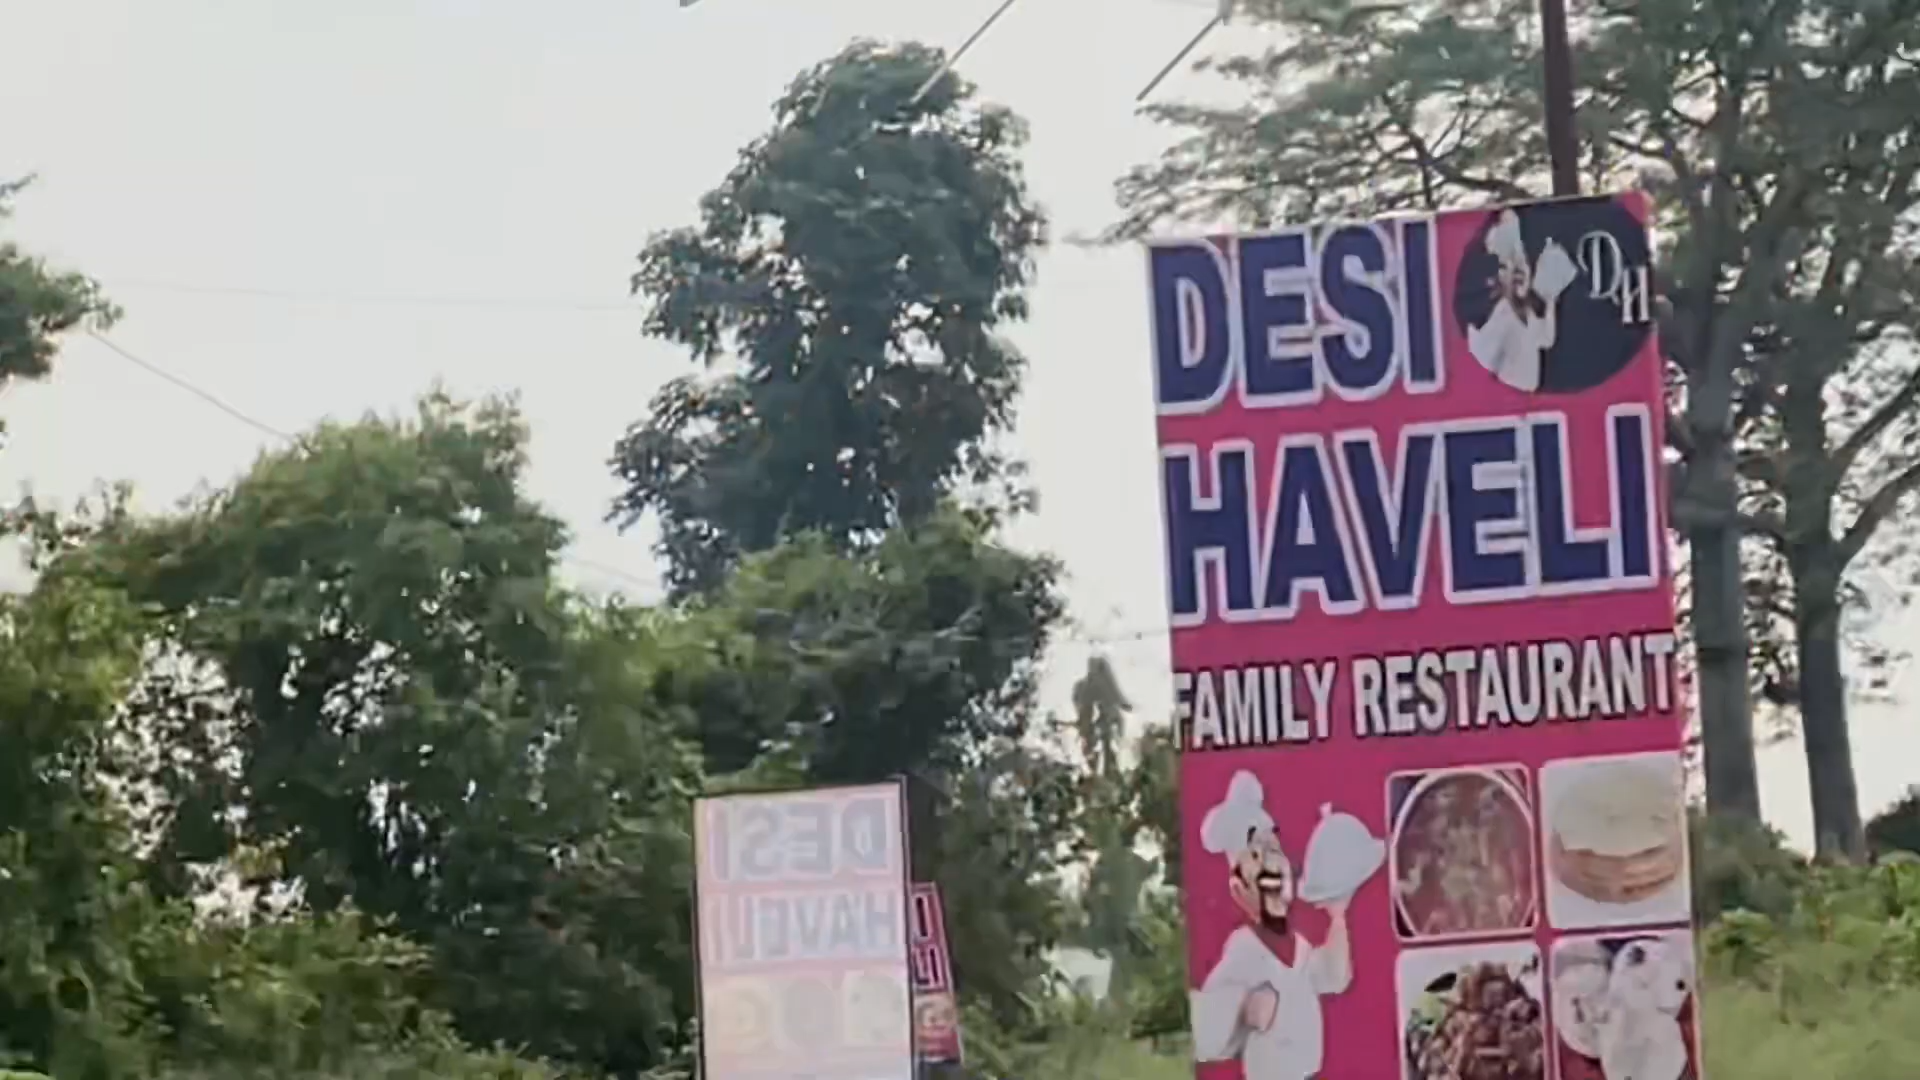 DESI
DH
HAVELI
FAMILY RESTAURANT
DESI
HAVELI